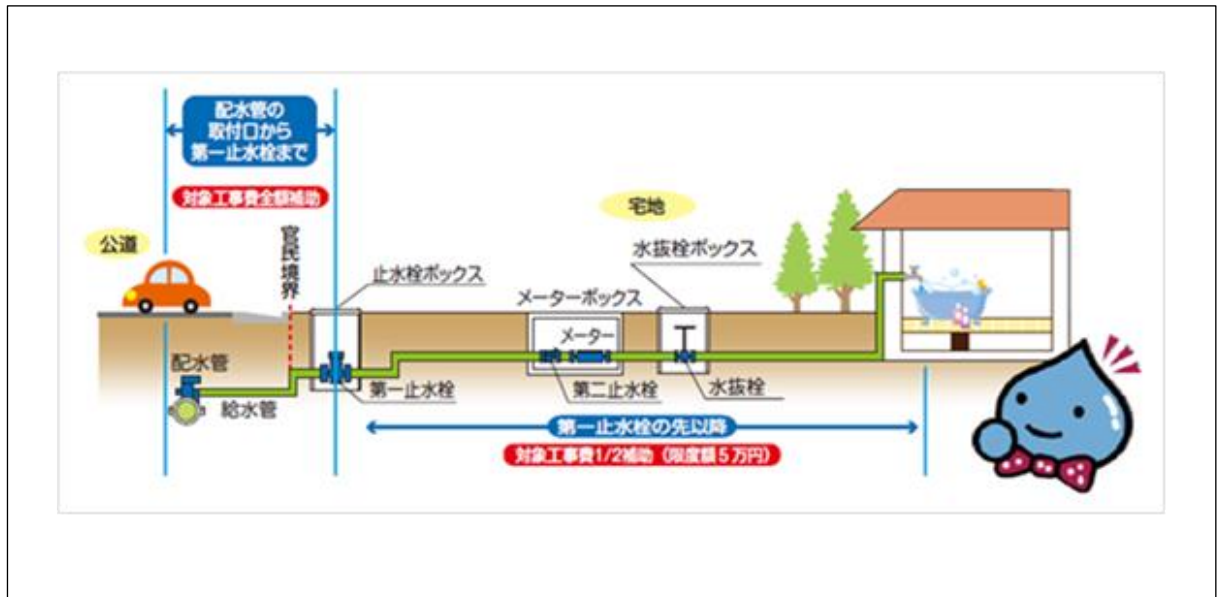 配水管の
取付口から
第一止水栓まで
対象工事費全額補助
公道
官民境界
宅地
止水栓ボックス
水抜栓ボックス
メーターボックス
メーター
配水管
給水管
第一止水栓
第二止水栓
水抜栓
第一止水栓の先以降
対象工事費1/2補助（限度額5万円）